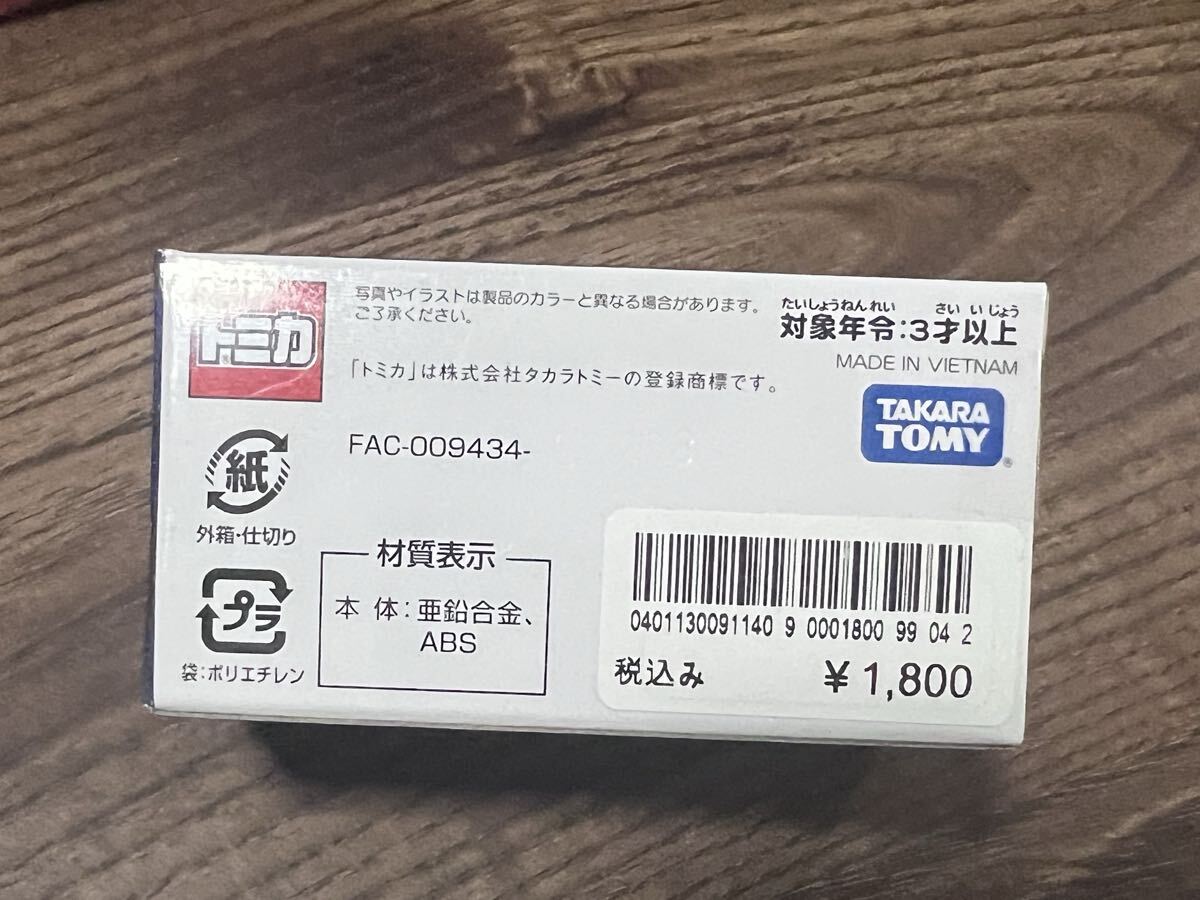 トミカ
写真やイラストは製品のカラーと異なる場合があります。
ご了承ください。
「トミカ」は株式会社タカラトミーの登録商標です。
FAC-009434-
たいしょうねんれい さい いじょう
対象年令:3才以上
MADE IN VIETNAM
TAKARA
TOMY
紙
外箱・仕切り
プラ
袋:ポリエチレン
材質表示
本 体:亜鉛合金、
ABS
0401130091140 9 0001800 99 04 2
税込み ¥1,800